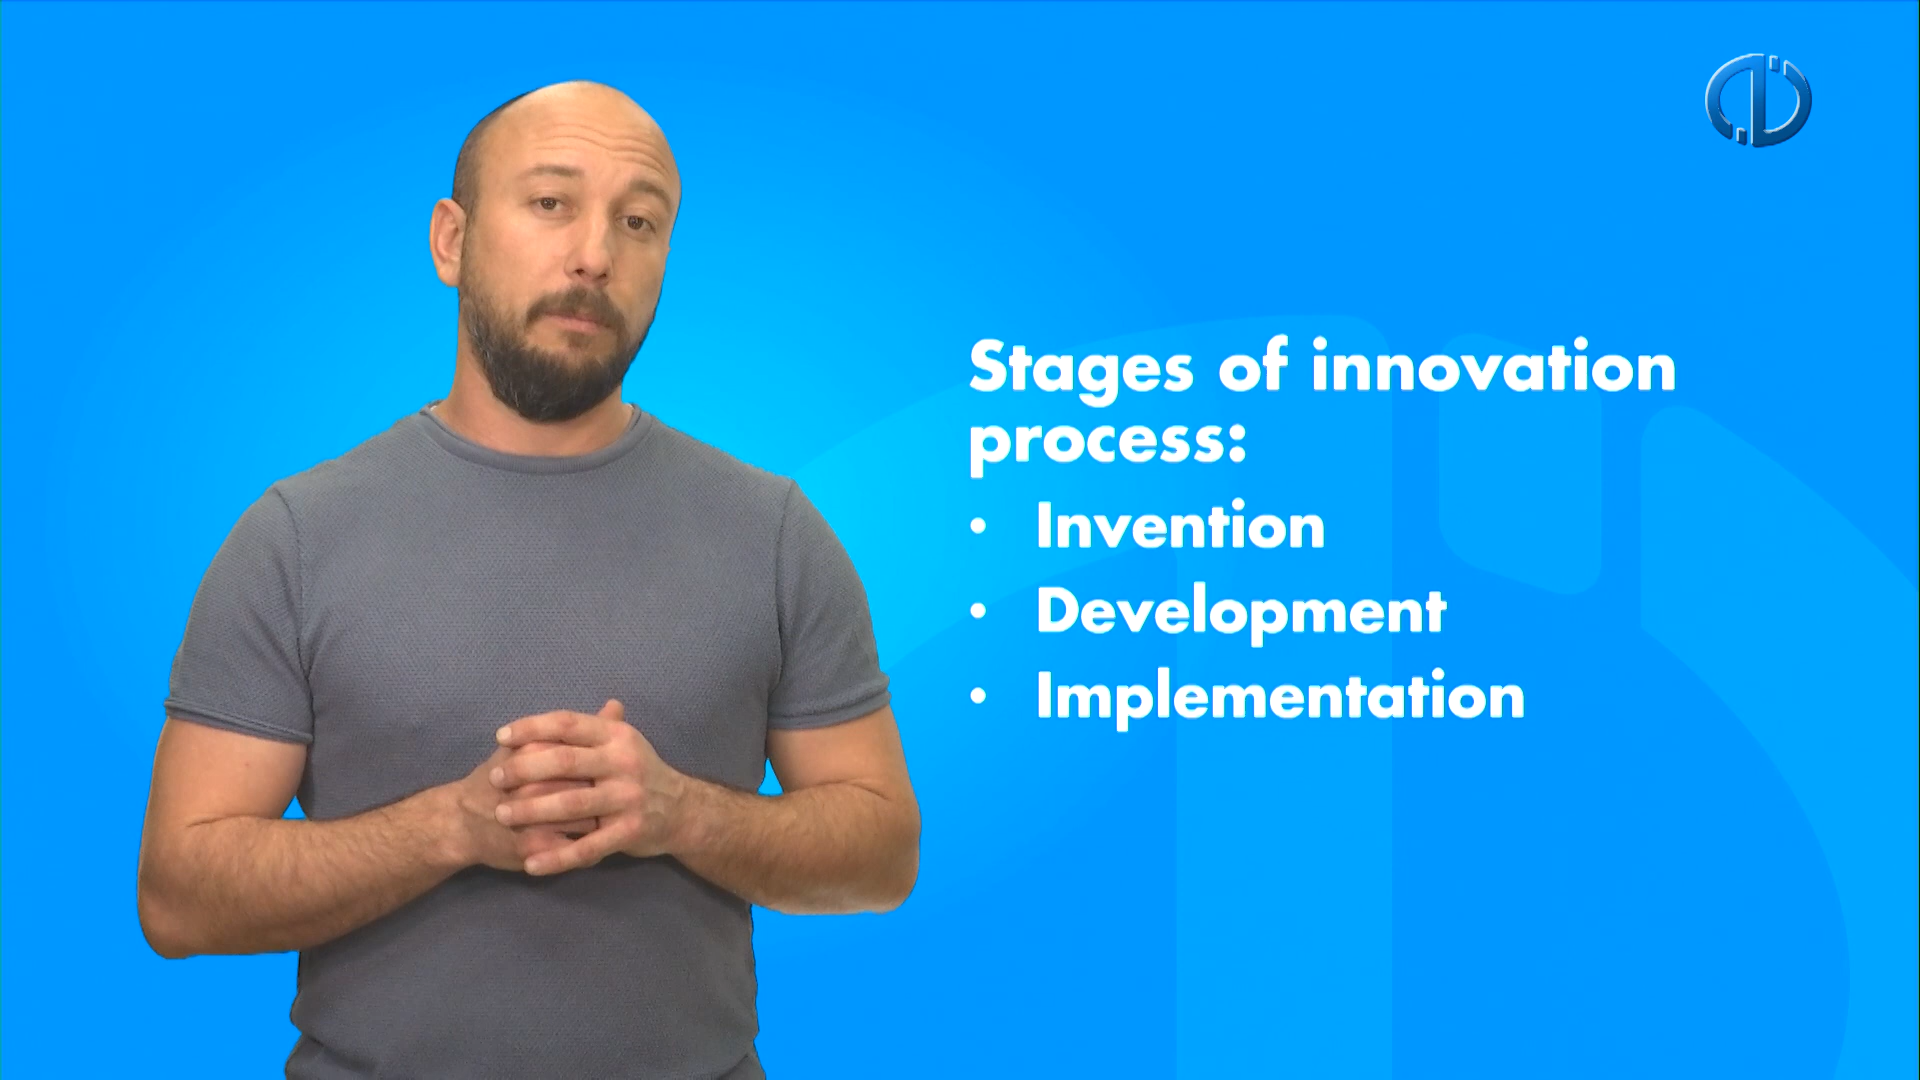 Stages of innovation
process:
• Invention
• Development
• Implementation